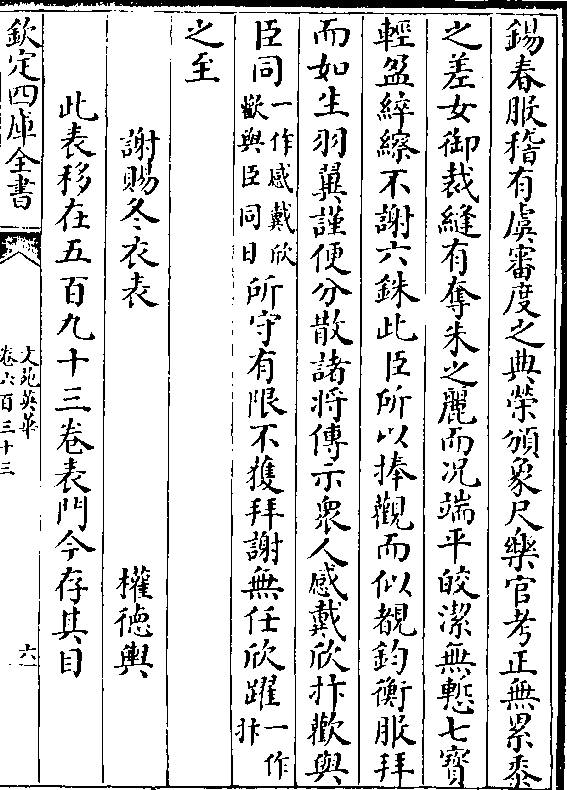 錫春服稽有虞審度之典榮頒象尺樂官考正無累黍
之差女御裁縫有奪朱之麗而况端平皎潔無慙七寶
輕盈綷縩不謝六銖此臣所以捧觀而似覩鈞衡服拜
而如生羽翼謹便分散諸將傳示衆人感戴欣抃歡與
臣同一作感戴欣歡與臣同日所守有限不獲拜謝無任欣躍一作抃
之至
謝賜冬衣表 權德輿
此表移在五百九十三卷表門今存其目
欽定四庫全書
文苑英華
卷六百三十三
六